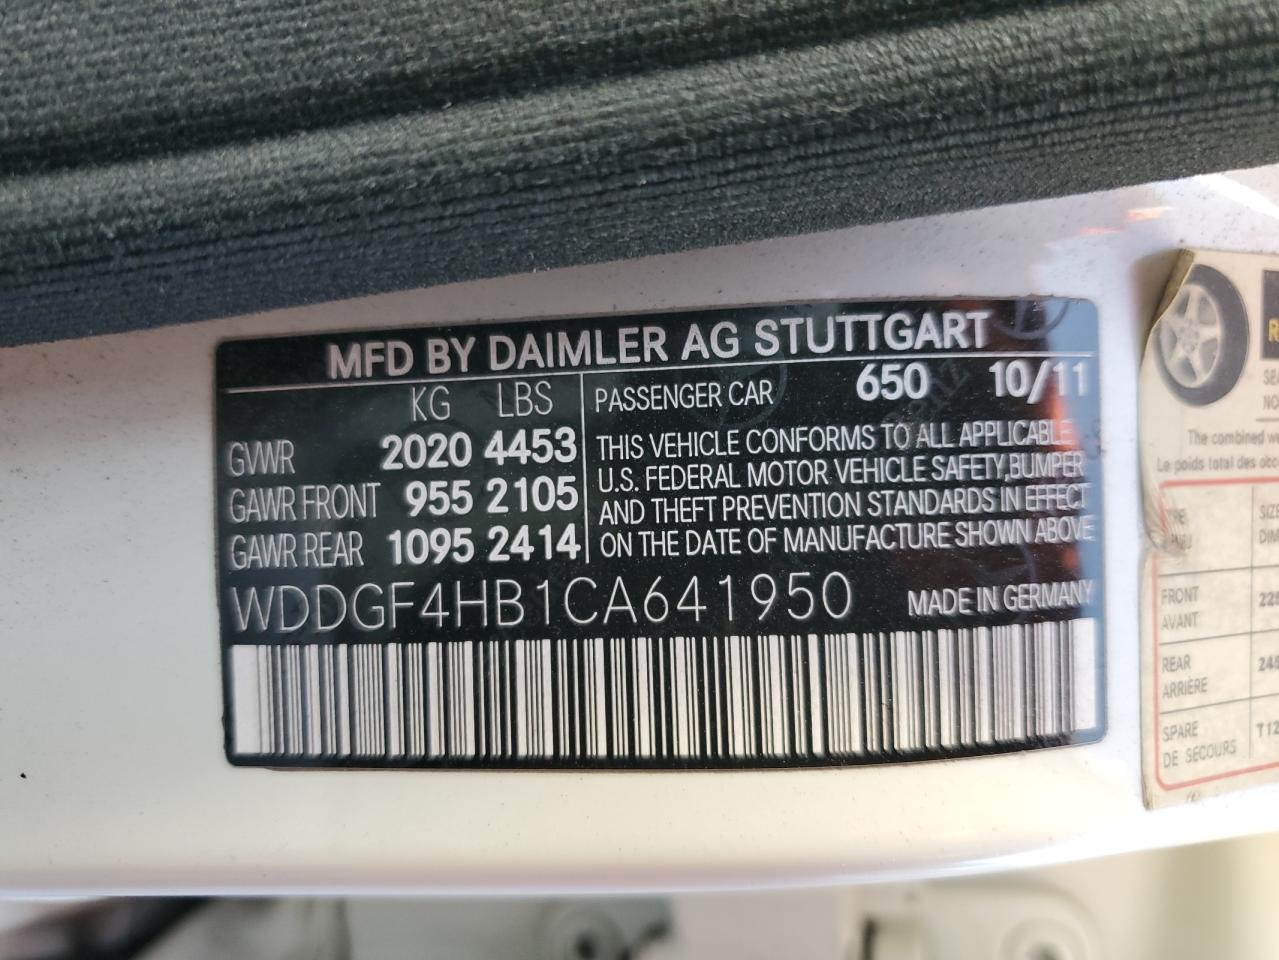 MFD BY DAIMLER AG STUTTGART
KG LBS
GVWR 2020 4453
GAWR FRONT 955 2105
GAWR REAR 1095 2414
PASSENGER CAR 650 10/11
THIS VEHICLE CONFORMS TO ALL APPLICABLE
U.S. FEDERAL MOTOR VEHICLE SAFETY,BUMPER
AND THEFT PREVENTION STANDARDS IN EFFECT
ON THE DATE OF MANUFACTURE SHOWN ABOVE
WDDGF4HB1CA641950 MADE IN GERMANY
The combined
Le poids total des
FRONT
AVANT
REAR
ARRIÈRE
SPARE
DE SECOURS